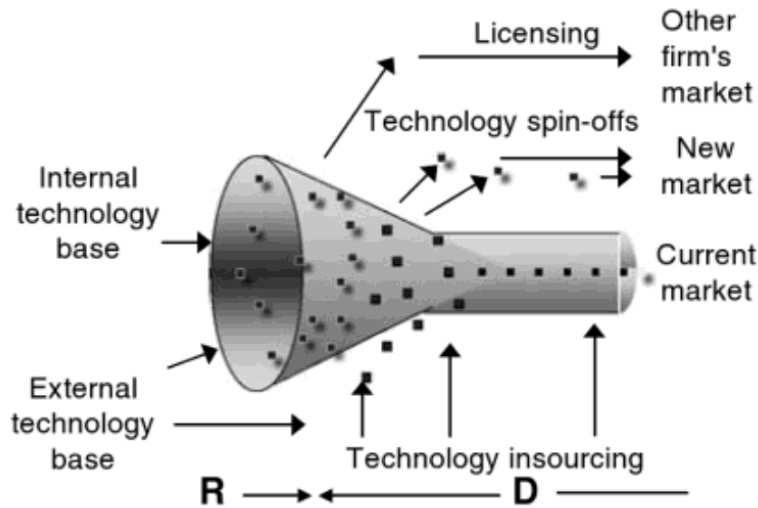 Licensing
Other
firm's
market
Technology spin-offs
New
market
Internal
technology
base
Current
market
External
technology
base
Technology insourcing
R
D